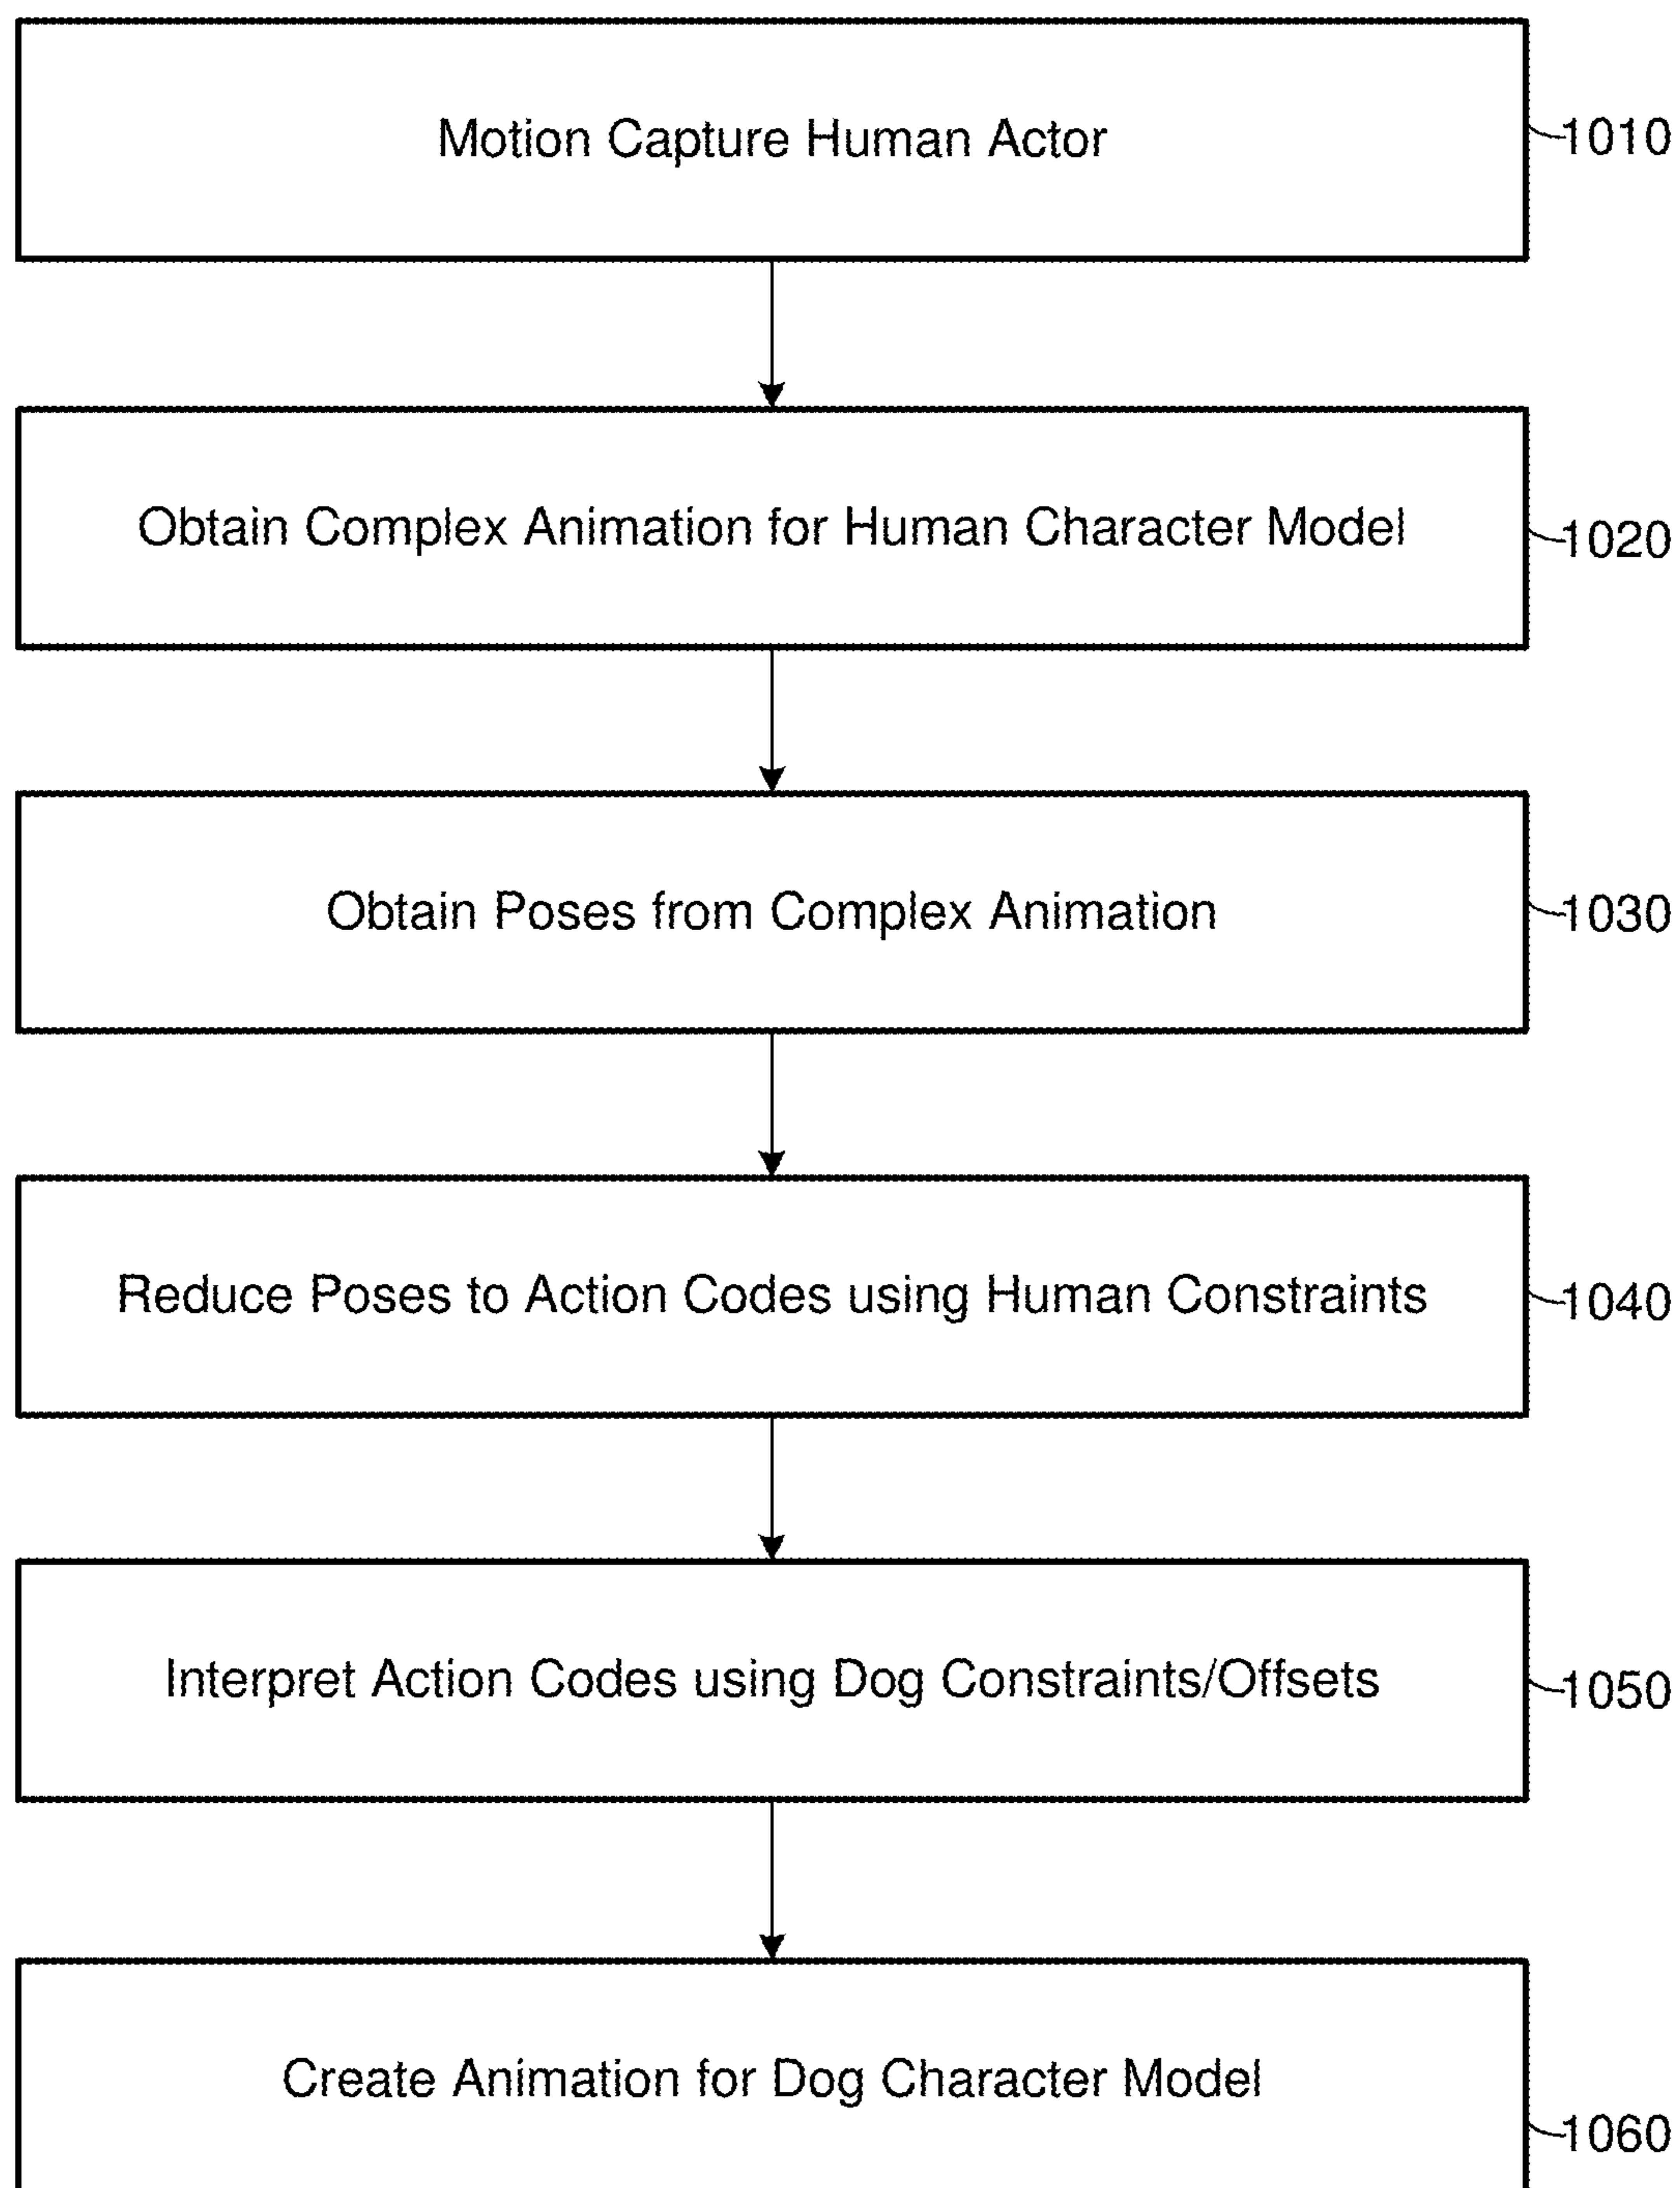 Motion Capture Human Actor
1010
Obtain Complex Animation for Human Character Model
1020
Obtain Poses from Complex Animation
1030
Reduce Poses to Action Codes using Human Constraints
1040
Interpret Action Codes using Dog Constraints/Offsets
1050
Create Animation for Dog Character Model
1060